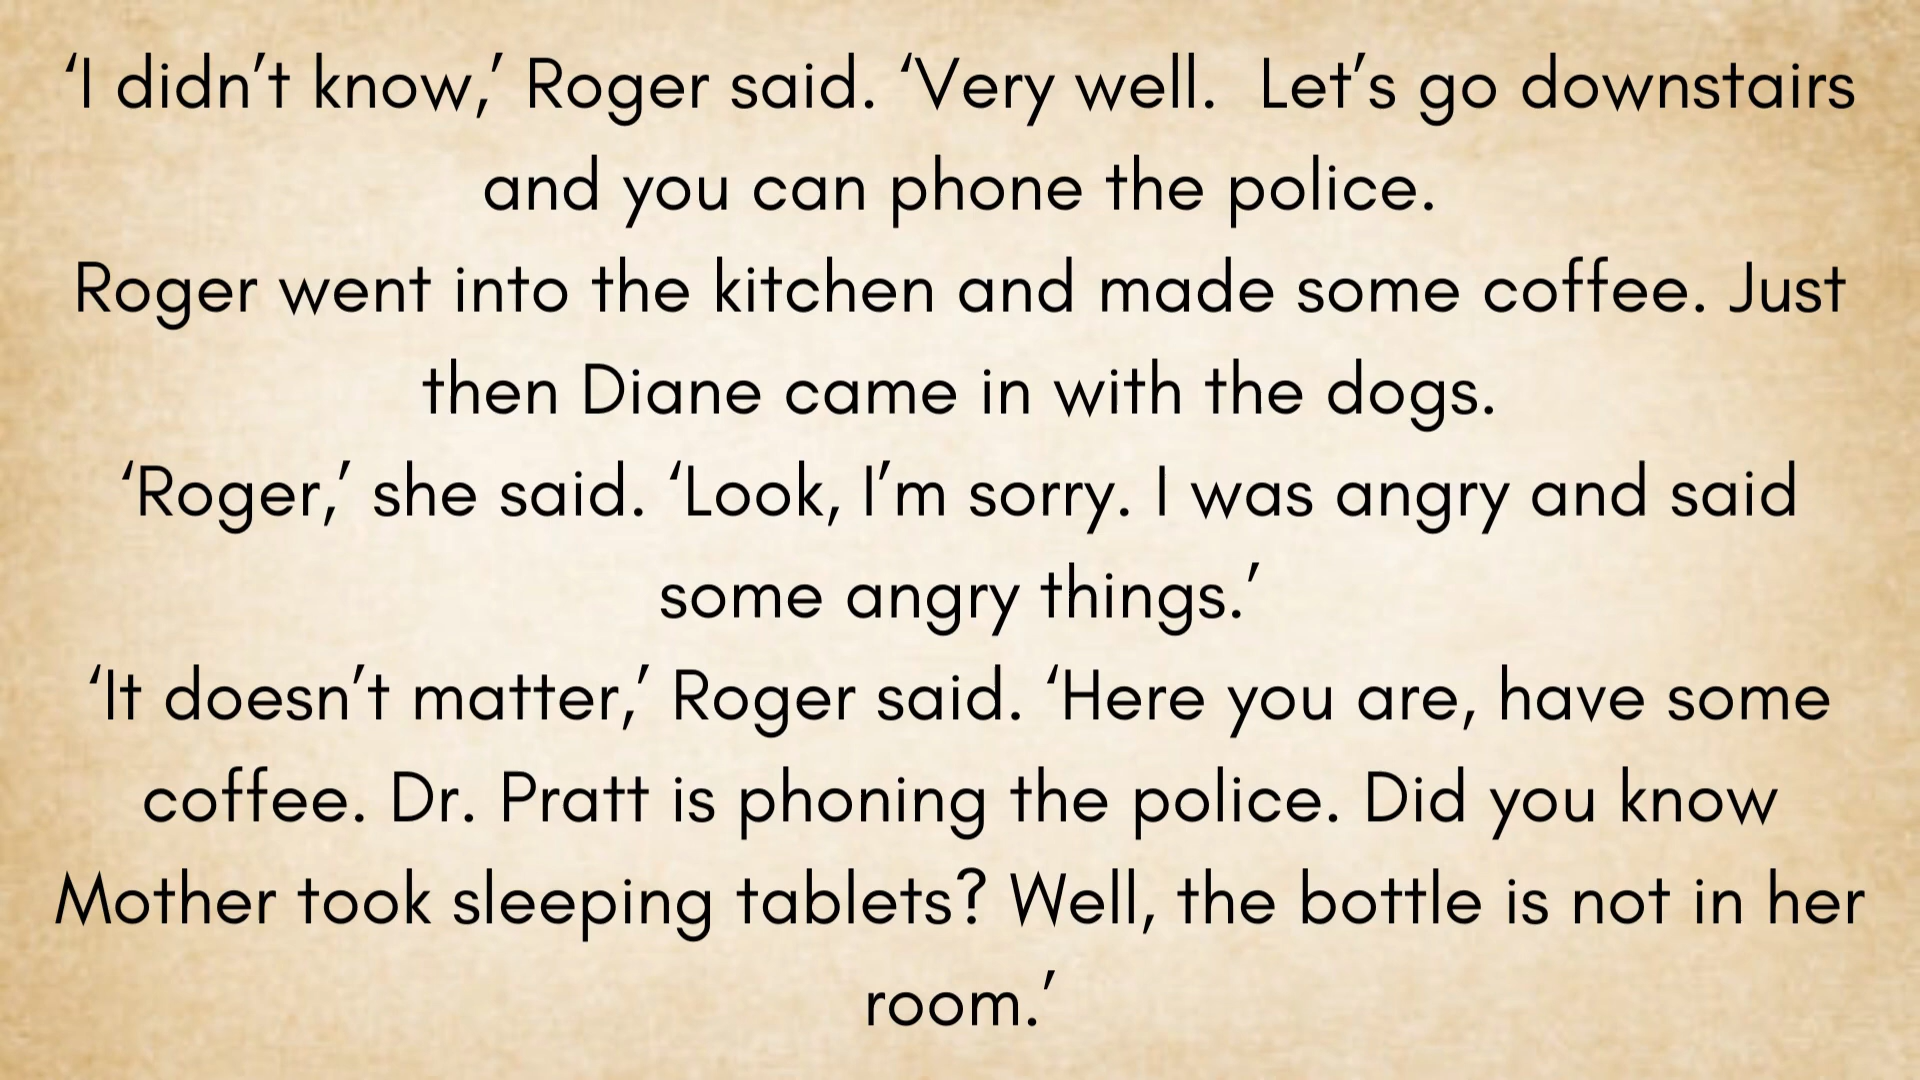 ‘I didn’t know,’ Roger said. ‘Very well.  Let’s go downstairs
and you can phone the police.
Roger went into the kitchen and made some coffee. Just
then Diane came in with the dogs.
‘Roger,’ she said. ‘Look, I’m sorry. I was angry and said
some angry things.’
‘It doesn’t matter,’ Roger said. ‘Here you are, have some
coffee. Dr. Pratt is phoning the police. Did you know
Mother took sleeping tablets? Well, the bottle is not in her
room.’